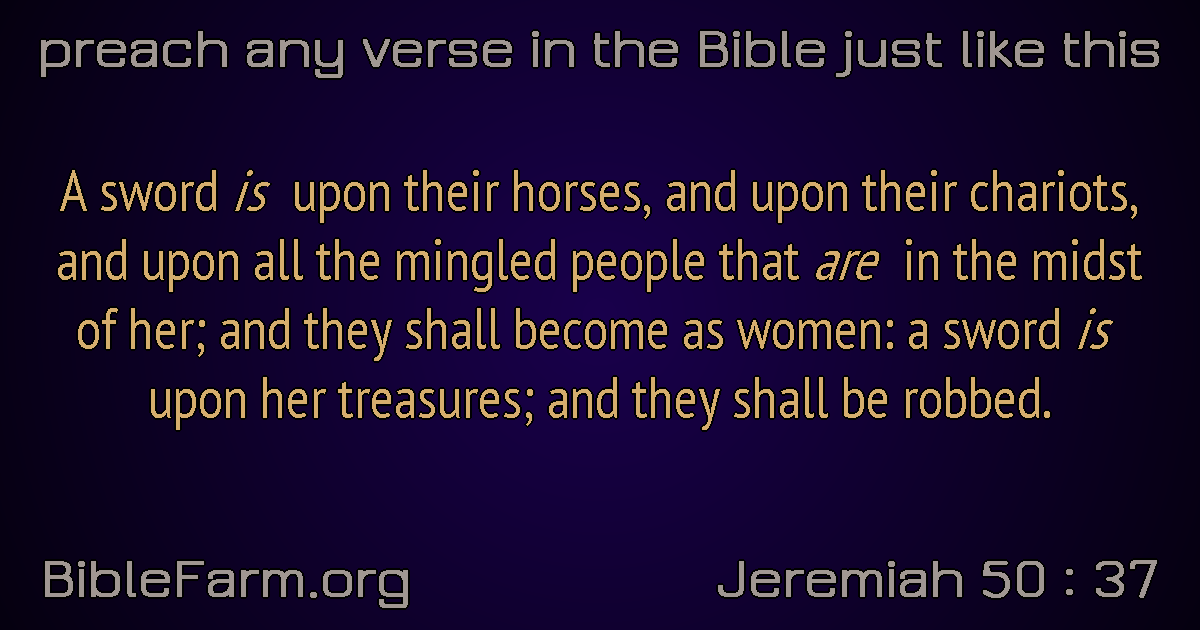 preach any verse in the Bible just like this
A sword is upon their horses, and upon their chariots,
and upon all the mingled people that are in the midst
of her; and they shall become as women: a sword is
upon her treasures; and they shall be robbed.
BibleFarm.org
Jeremiah 50 : 37